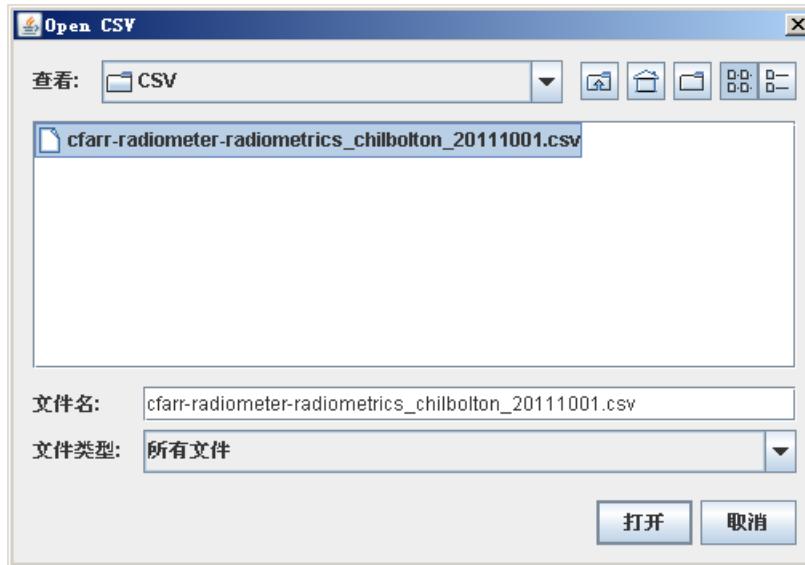 Open CSV
查看: CSV
cfarr-radiometer-radiometrics_chilbolton_20111001.csv
文件名: cfarr-radiometer-radiometrics_chilbolton_20111001.csv
文件类型: 所有文件
打开 取消